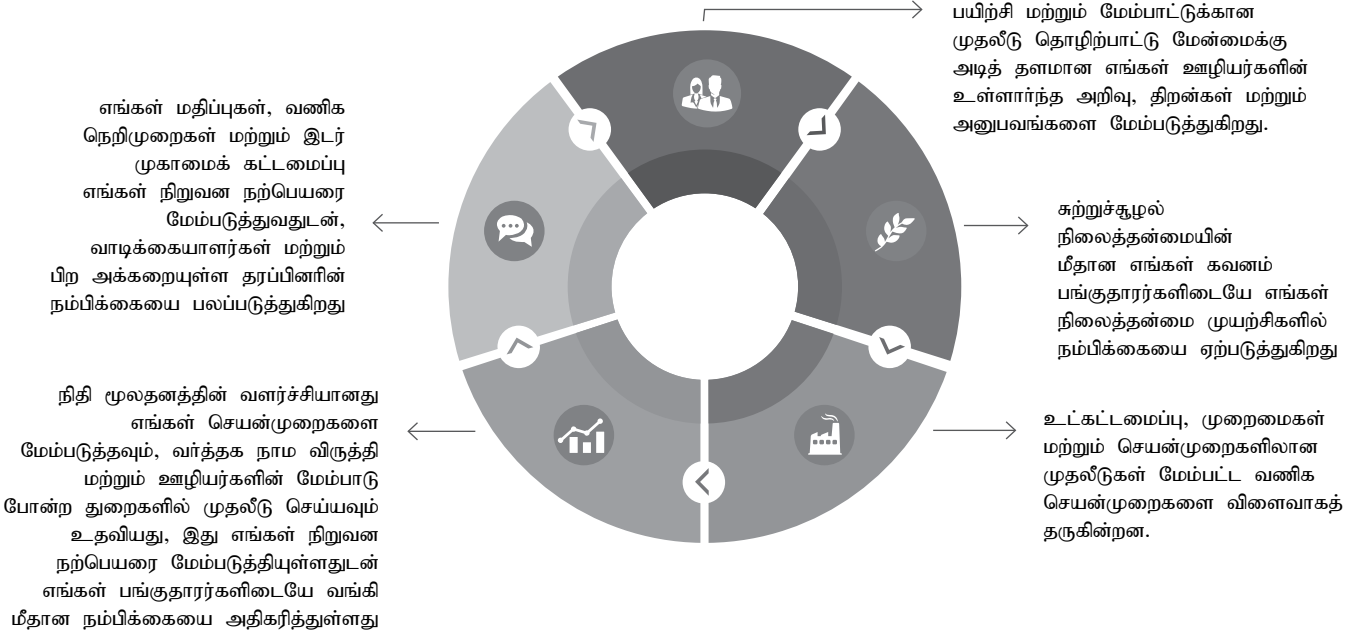 பயிற்சி மற்றும் மேம்பாட்டுக்கான
முதலீடு தொழிற்பாட்டு மேன்மைக்கு
அடித் தளமான எங்கள் ஊழியர்களின்
உள்ளார்ந்த அறிவு, திறன்கள் மற்றும்
அனுபவங்களை மேம்படுத்துகிறது.
சுற்றுச்சூழல்
நிலைத்தன்மையின்
மீதான எங்கள் கவனம்
பங்குதாரர்களிடையே எங்கள்
நிலைத்தன்மை முயற்சிகளில்
நம்பிக்கையை ஏற்படுத்துகிறது
உட்கட்டமைப்பு, முறைமைகள்
மற்றும் செயன்முறைகளிலான
முதலீடுகள் மேம்பட்ட வணிக
செயன்முறைகளை விளைவாகத்
தருகின்றன.
நிதி மூலதனத்தின் வளர்ச்சியானது
எங்கள் செயன்முறைகளை
மேம்படுத்தவும், வர்த்தக நாம விருத்தி
மற்றும் ஊழியர்களின் மேம்பாடு
போன்ற துறைகளில் முதலீடு செய்யவும்
உதவியது, இது எங்கள் நிறுவன
நற்பெயரை மேம்படுத்தியுள்ளதுடன்
எங்கள் பங்குதாரர்களிடையே வங்கி
மீதான நம்பிக்கையை அதிகரித்துள்ளது
எங்கள் மதிப்புகள், வணிக
நெறிமுறைகள் மற்றும் இடர்
முகாமைக் கட்டமைப்பு
எங்கள் நிறுவன நற்பெயரை
மேம்படுத்துவதுடன்,
வாடிக்கையாளர்கள் மற்றும்
பிற அக்கறையுள்ள தரப்பினரின்
நம்பிக்கையை பலப்படுத்துகிறது